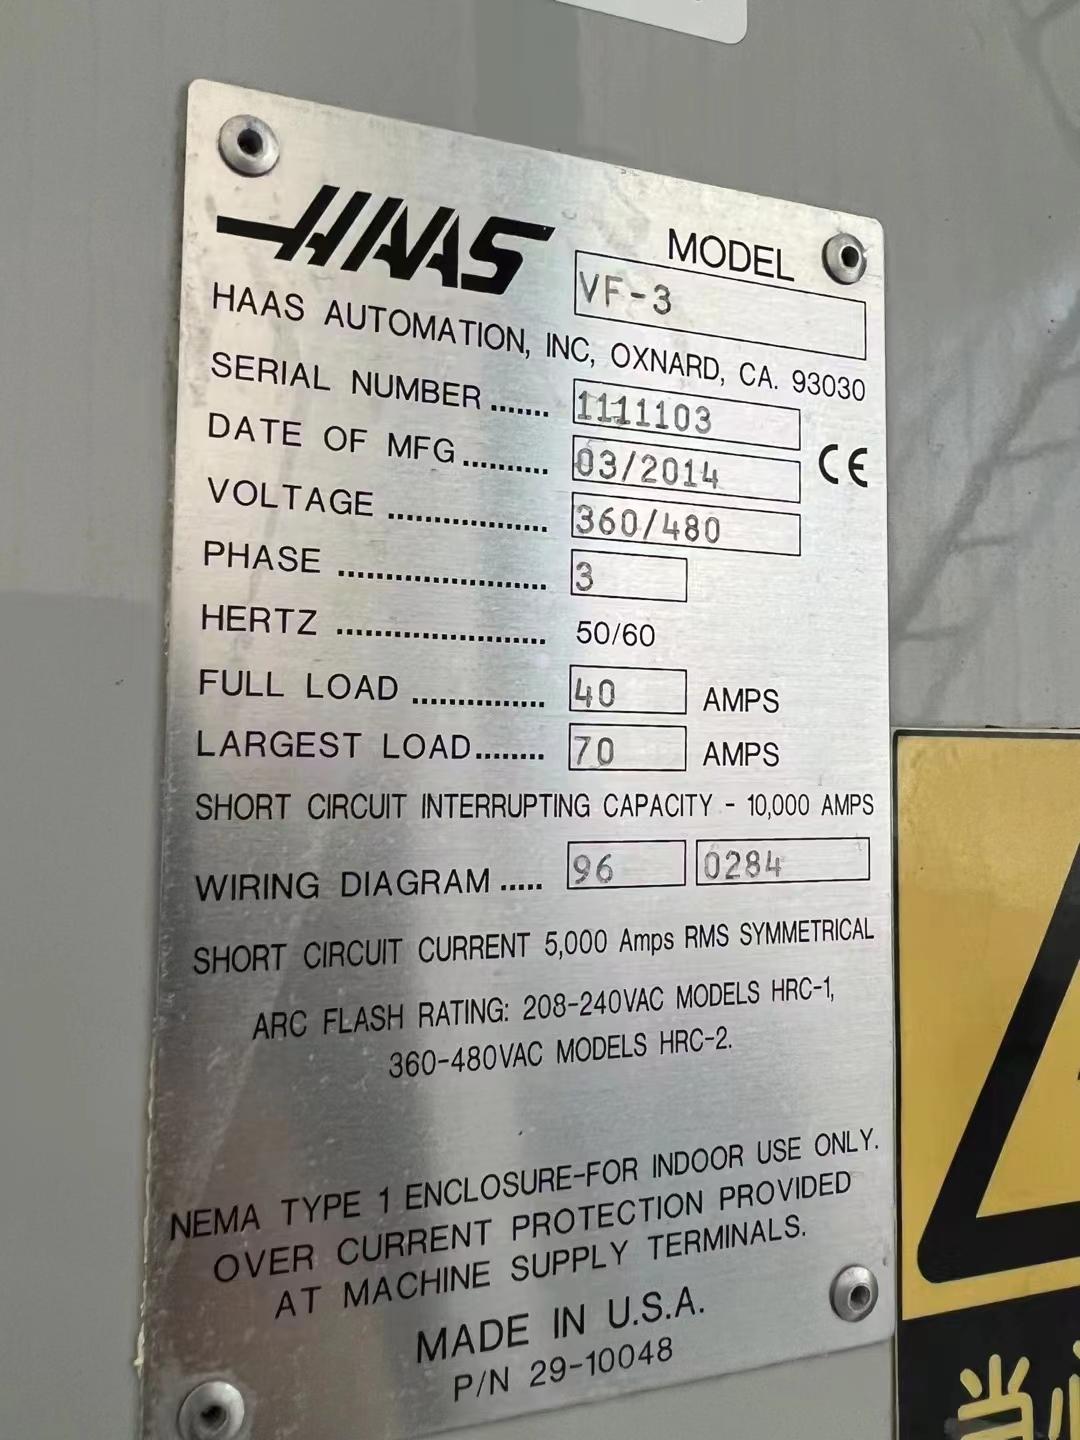 HAAS
MODEL
VF-3
HAAS AUTOMATION, INC, OXNARD, CA. 93030
SERIAL NUMBER ....... 1111103
DATE OF MFG .......... 03/2014
CE
VOLTAGE ................. 360/480
PHASE ...................... 3
HERTZ ...................... 50/60
FULL LOAD .............. 40 AMPS
LARGEST LOAD........ 70 AMPS
SHORT CIRCUIT INTERRUPTING CAPACITY - 10,000 AMPS
WIRING DIAGRAM ..... 96 0284
SHORT CIRCUIT CURRENT 5,000 Amps RMS SYMMETRICAL
ARC FLASH RATING: 208-240VAC MODELS HRC-1,
360-480VAC MODELS HRC-2.
NEMA TYPE 1 ENCLOSURE-FOR INDOOR USE ONLY.
OVER CURRENT PROTECTION PROVIDED
AT MACHINE SUPPLY TERMINALS.
MADE IN U.S.A.
P/N 29-10048
当心